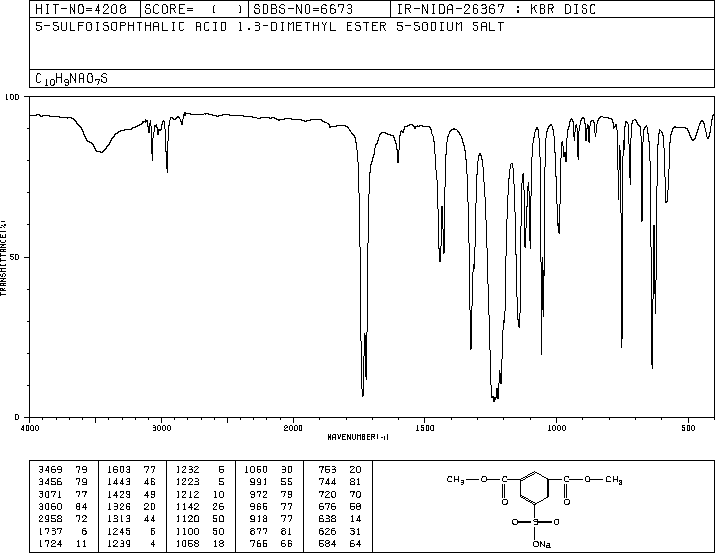 HIT-NO=4208 SCORE= ( ) SDBS-NO=6673 IR-NIDA-26367 : KBR DISC
5-SULFOISOPHTHALIC ACID 1,3-DIMETHYL ESTER 5-SODIUM SALT
C10H9NAO7S
100
50
0
TRANSMITTANCE(%)
4000 3000 2000 1500 1000 500
WAVENUMBER(-1)
3469 79 1603 77 1232 6 1060 30 753 20
3456 79 1443 46 1223 5 991 55 744 81
3071 77 1429 49 1212 10 972 79 720 70
3060 84 1326 20 1142 26 966 77 676 58
2958 72 1313 44 1120 50 918 77 638 14
1737 6 1245 6 1100 50 877 81 626 31
1724 11 1239 4 1058 18 766 66 584 64
CH3 O C C O CH3
O O
O S O
ONa